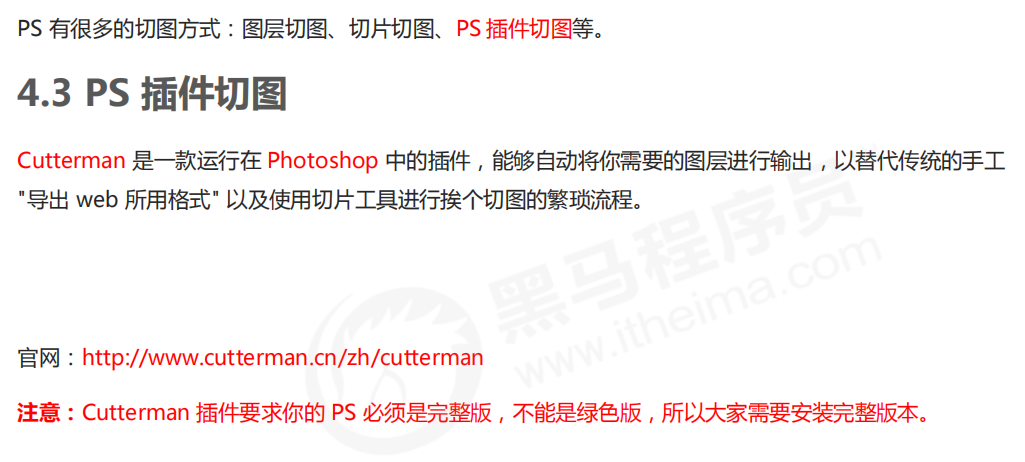 PS 有很多的切图方式：图层切图、切片切图、PS 插件切图等。
4.3 PS 插件切图
Cutterman 是一款运行在 Photoshop 中的插件，能够自动将你需要的图层进行输出，以替代传统的手工
"导出 web 所用格式" 以及使用切片工具进行挨个切图的繁琐流程。
黑马程序员
www.itheima.com
官网：http://www.cutterman.cn/zh/cutterman
注意：Cutterman 插件要求你的 PS 必须是完整版，不能是绿色版，所以大家需要安装完整版本。